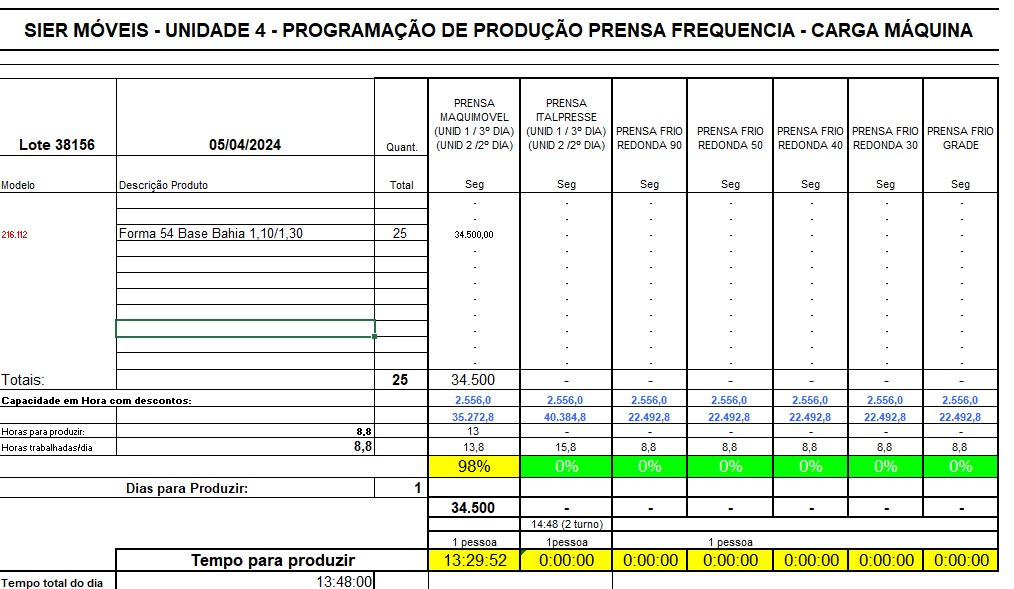 SIER MÓVEIS - UNIDADE 4 - PROGRAMAÇÃO DE PRODUÇÃO PRENSA FREQUENCIA - CARGA MÁQUINA
Lote 38156 05/04/2024 Quant. PRENSA MAQUIMOVEL (UNID 1 / 3º DIA) (UNID 2 /2º DIA) PRENSA ITALPRESSE (UNID 1 / 3º DIA) (UNID 2 /2º DIA) PRENSA FRIO REDONDA 90 PRENSA FRIO REDONDA 50 PRENSA FRIO REDONDA 40 PRENSA FRIO REDONDA 30 PRENSA FRIO GRADE
Modelo Descrição Produto Total Seg Seg Seg Seg Seg Seg Seg
- - - - - - -
- - - - - - -
216.112 Forma 54 Base Bahia 1,10/1,30 25 34.500,00 - - - - - -
- - - - - - -
- - - - - - -
- - - - - - -
- - - - - - -
- - - - - - -
- - - - - - -
- - - - - - -
- - - - - - -
Totais: 25 34.500 - - - - - -
Capacidade em Hora com descontos: 2.556,0 2.556,0 2.556,0 2.556,0 2.556,0 2.556,0 2.556,0
35.272,8 40.384,8 22.492,8 22.492,8 22.492,8 22.492,8 22.492,8
Horas para produzir: 8,8 13 - - - - - -
Horas trabalhadas/dia 8,8 13,8 15,8 8,8 8,8 8,8 8,8 8,8
98% 0% 0% 0% 0% 0% 0%
Dias para Produzir: 1
34.500 - - - - - -
14:48 (2 turno)
1 pessoa 1pessoa 1 pessoa
Tempo para produzir 13:29:52 0:00:00 0:00:00 0:00:00 0:00:00 0:00:00 0:00:00
Tempo total do dia 13:48:00